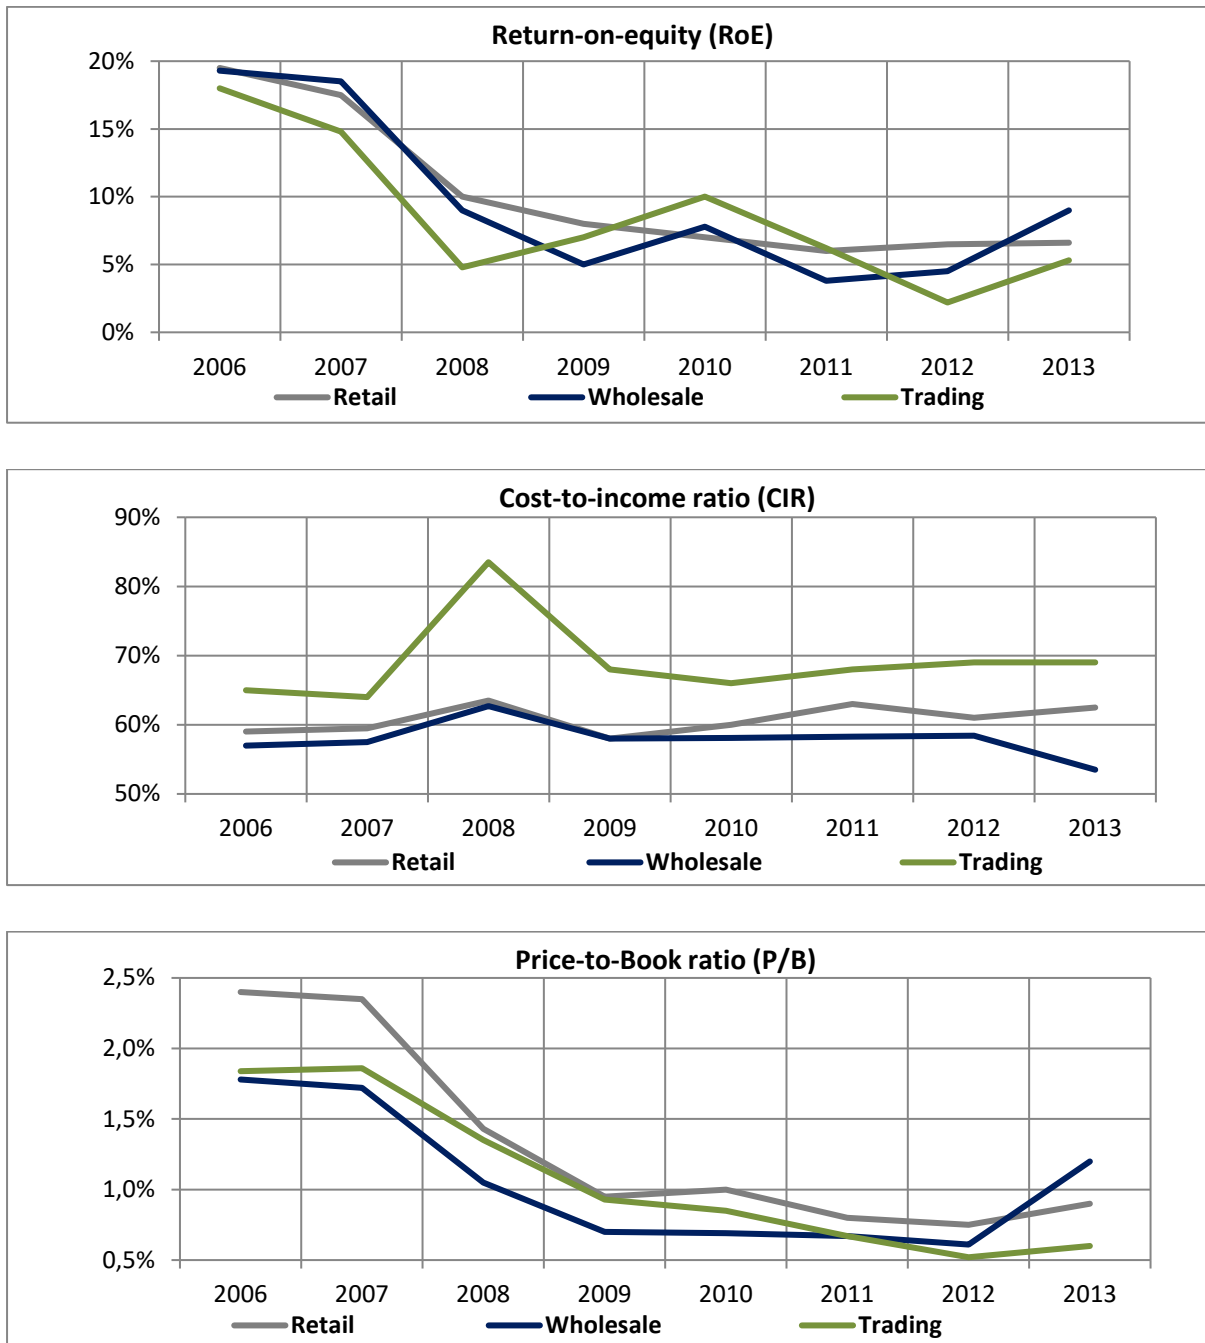 Return-on-equity (RoE)
20%
15%
10%
5%
0%
2006 2007 2008 2009 2010 2011 2012 2013
Retail Wholesale Trading
Cost-to-income ratio (CIR)
90%
80%
70%
60%
50%
2006 2007 2008 2009 2010 2011 2012 2013
Retail Wholesale Trading
Price-to-Book ratio (P/B)
2,5%
2,0%
1,5%
1,0%
0,5%
2006 2007 2008 2009 2010 2011 2012 2013
Retail Wholesale Trading